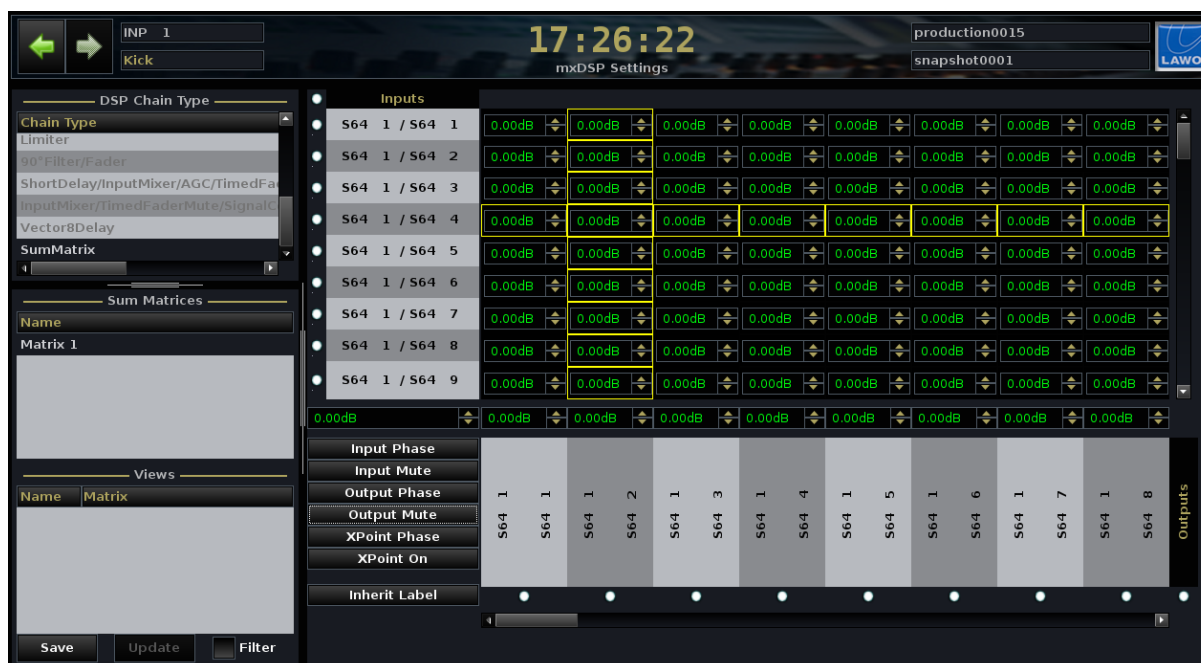 INP 1
Kick
17:26:22
mxDSP Settings
production0015
snapshot0001
LAWO
DSP Chain Type
Chain Type
Limiter
90°Filter/Fader
ShortDelay/InputMixer/AGC/TimedFa
InputMixer/TimedFaderMute/SignalC
Vector8Delay
SumMatrix
Sum Matrices
Name
Matrix 1
Views
Name Matrix
Save Update Filter
Inputs
S64 1 / S64 1 0.00dB 0.00dB 0.00dB 0.00dB 0.00dB 0.00dB 0.00dB 0.00dB
S64 1 / S64 2 0.00dB 0.00dB 0.00dB 0.00dB 0.00dB 0.00dB 0.00dB 0.00dB
S64 1 / S64 3 0.00dB 0.00dB 0.00dB 0.00dB 0.00dB 0.00dB 0.00dB 0.00dB
S64 1 / S64 4 0.00dB 0.00dB 0.00dB 0.00dB 0.00dB 0.00dB 0.00dB 0.00dB
S64 1 / S64 5 0.00dB 0.00dB 0.00dB 0.00dB 0.00dB 0.00dB 0.00dB 0.00dB
S64 1 / S64 6 0.00dB 0.00dB 0.00dB 0.00dB 0.00dB 0.00dB 0.00dB 0.00dB
S64 1 / S64 7 0.00dB 0.00dB 0.00dB 0.00dB 0.00dB 0.00dB 0.00dB 0.00dB
S64 1 / S64 8 0.00dB 0.00dB 0.00dB 0.00dB 0.00dB 0.00dB 0.00dB 0.00dB
S64 1 / S64 9 0.00dB 0.00dB 0.00dB 0.00dB 0.00dB 0.00dB 0.00dB 0.00dB
0.00dB 0.00dB 0.00dB 0.00dB 0.00dB 0.00dB 0.00dB 0.00dB 0.00dB
Input Phase
Input Mute
Output Phase
Output Mute
XPoint Phase
XPoint On
Inherit Label
S64 1
S64 1
S64 1
S64 2
S64 1
S64 3
S64 1
S64 4
S64 1
S64 5
S64 1
S64 6
S64 1
S64 7
S64 1
S64 8
Outputs